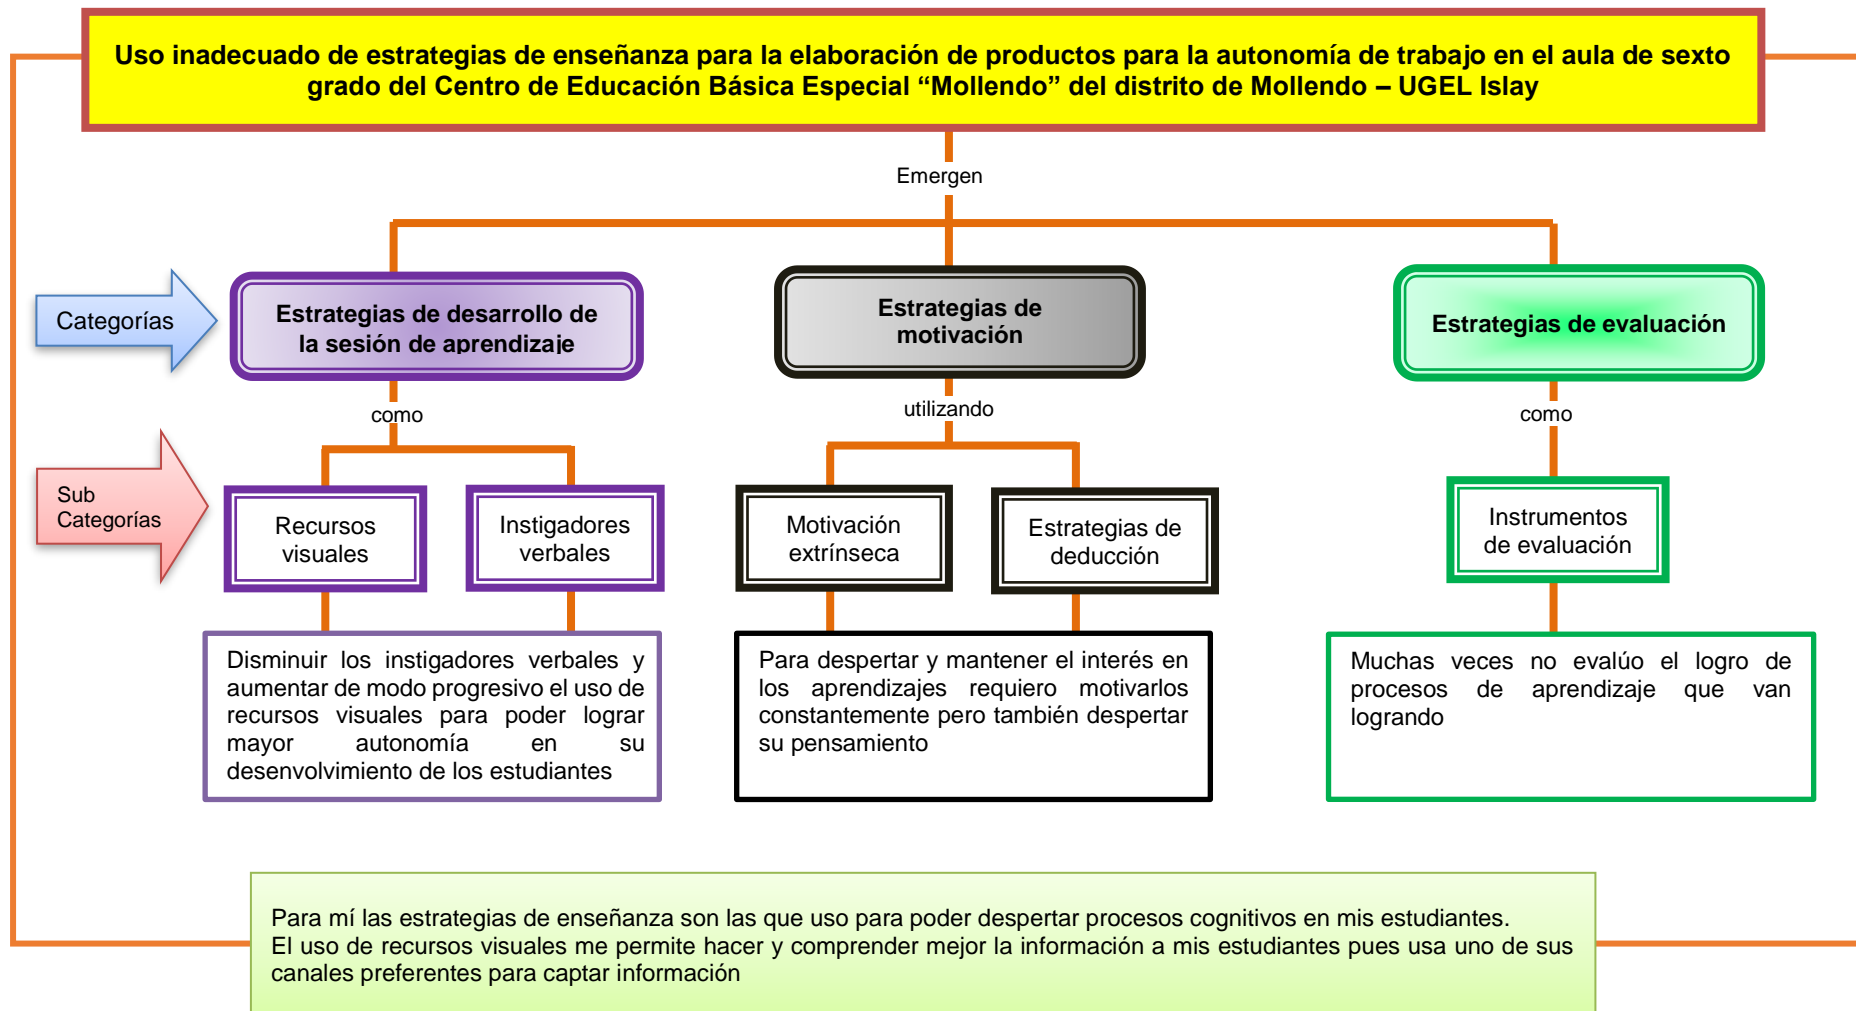 Uso inadecuado de estrategias de enseñanza para la elaboración de productos para la autonomía de trabajo en el aula de sexto
grado del Centro de Educación Básica Especial “Mollendo” del distrito de Mollendo – UGEL Islay
Emergen
Categorías
Estrategias de desarrollo de
la sesión de aprendizaje
Estrategias de
motivación
Estrategias de evaluación
como
utilizando
como
Sub
Categorías
Recursos
visuales
Instigadores
verbales
Motivación
extrínseca
Estrategias de
deducción
Instrumentos
de evaluación
Disminuir los instigadores verbales y
aumentar de modo progresivo el uso de
recursos visuales para poder lograr
mayor autonomía en su
desenvolvimiento de los estudiantes
Para despertar y mantener el interés en
los aprendizajes requiero motivarlos
constantemente pero también despertar
su pensamiento
Muchas veces no evalúo el logro de
procesos de aprendizaje que van
logrando
Para mí las estrategias de enseñanza son las que uso para poder despertar procesos cognitivos en mis estudiantes.
El uso de recursos visuales me permite hacer y comprender mejor la información a mis estudiantes pues usa uno de sus
canales preferentes para captar información